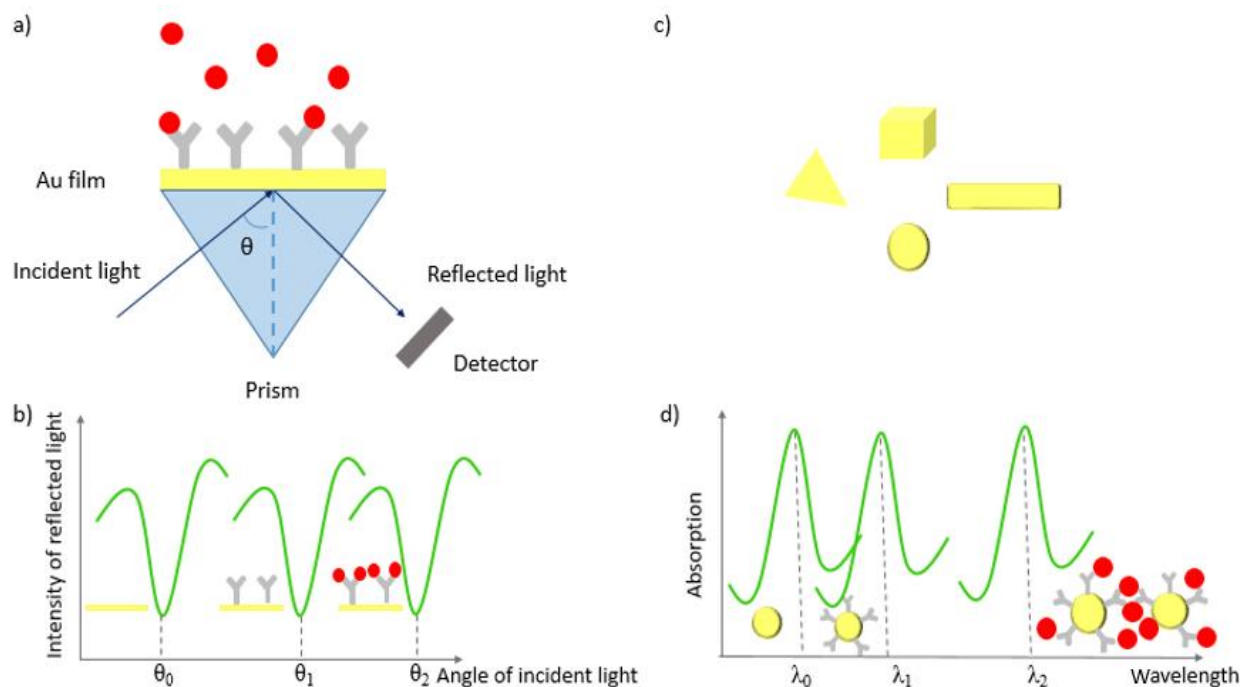 a)
Au film
θ
Incident light
Reflected light
Detector
Prism
b)
Intensity of reflected light
θ0
θ1
θ2
Angle of incident light
c)
d)
Absorption
λ0
λ1
λ2
Wavelength